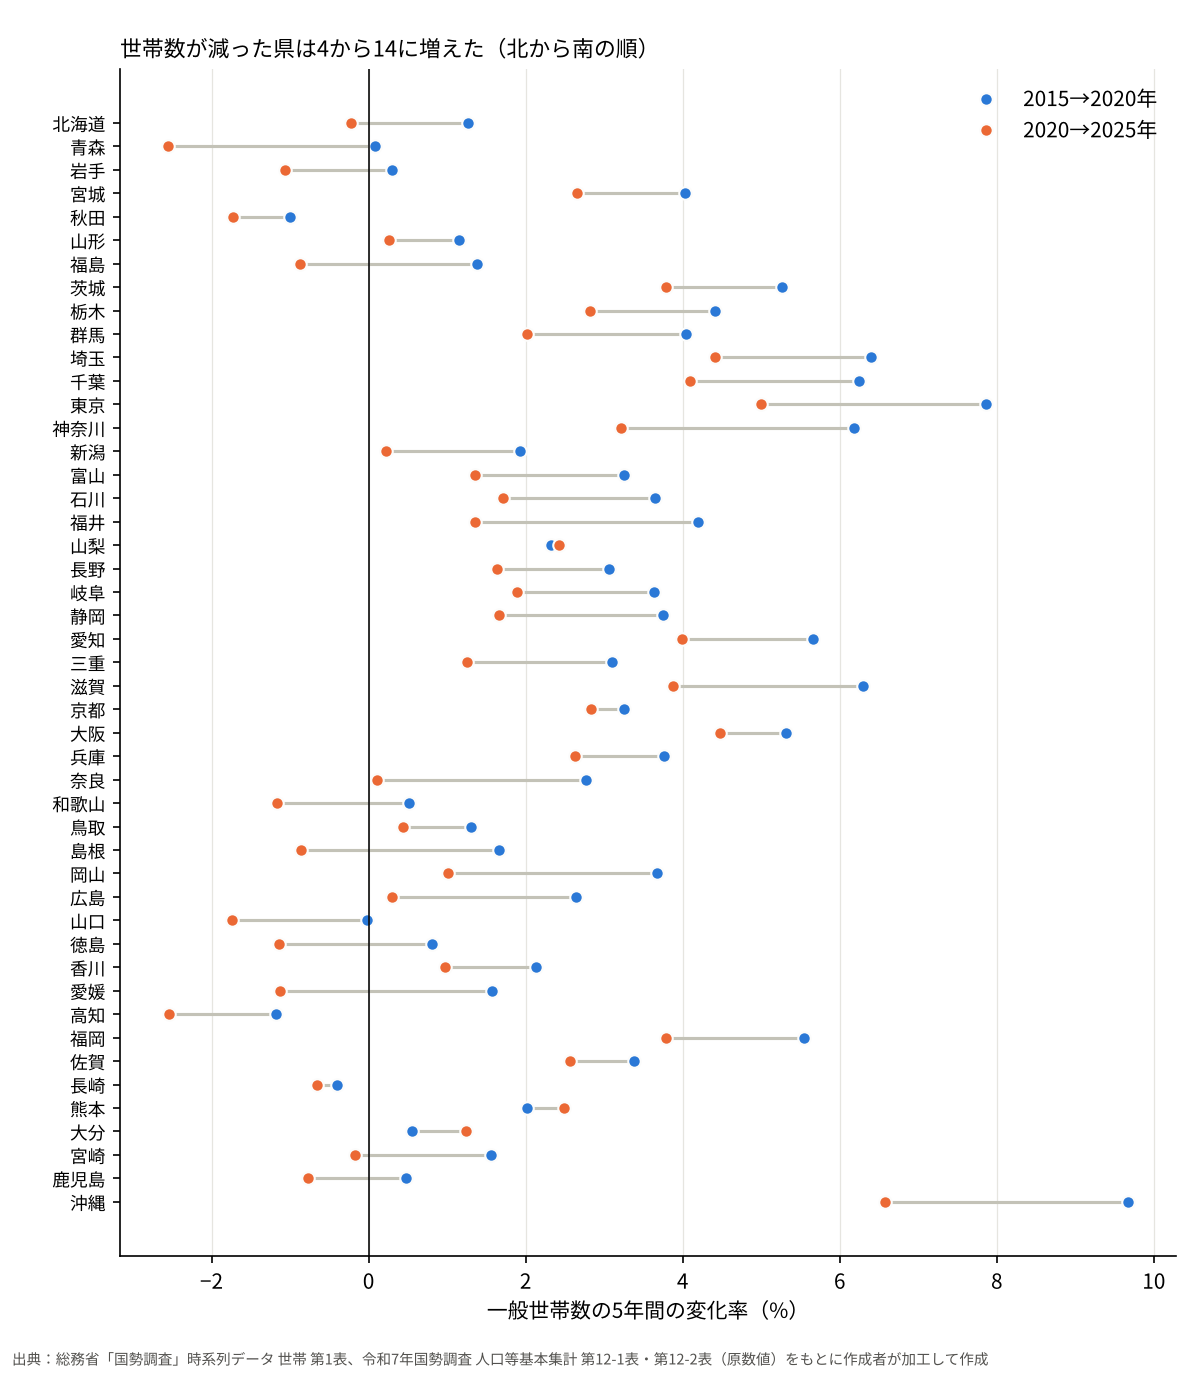 世帯数が減った県は4から14に増えた（北から南の順）
2015→2020年
2020→2025年
北海道
青森
岩手
宮城
秋田
山形
福島
茨城
栃木
群馬
埼玉
千葉
東京
神奈川
新潟
富山
石川
福井
山梨
長野
岐阜
静岡
愛知
三重
滋賀
京都
大阪
兵庫
奈良
和歌山
鳥取
島根
岡山
広島
山口
徳島
香川
愛媛
高知
福岡
佐賀
長崎
熊本
大分
宮崎
鹿児島
沖縄
−2 0 2 4 6 8 10
一般世帯数の5年間の変化率（%）
出典：総務省「国勢調査」時系列データ 世帯 第1表、令和7年国勢調査 人口等基本集計 第12-1表・第12-2表（原数値）をもとに作成者が加工して作成